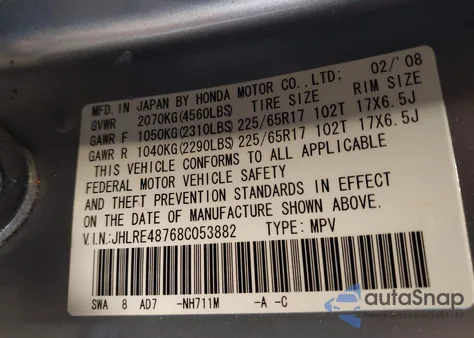 MFD. IN JAPAN BY HONDA MOTOR CO.,LTD: 02/'08
GVWR 2070KG(4560LBS) TIRE SIZE RIM SIZE
GAWR F 1050KG(2310LBS)225/65R17 102T 17X6.5J
GAWR R 1040KG(2290LBS)225/65R17 102T 17X6.5J
THIS VEHICLE CONFORMS TO ALL APPLICABLE
FEDERAL MOTOR VEHICLE SAFETY
AND THEFT PREVENTION STANDARDS IN EFFECT
ON THE DATE OF MANUFACTURE SHOWN ABOVE.
V.I.N:JHLRE48768C053882 TYPE: MPV
SWA 8 AD7 -NH711M -A -C
autoSnap